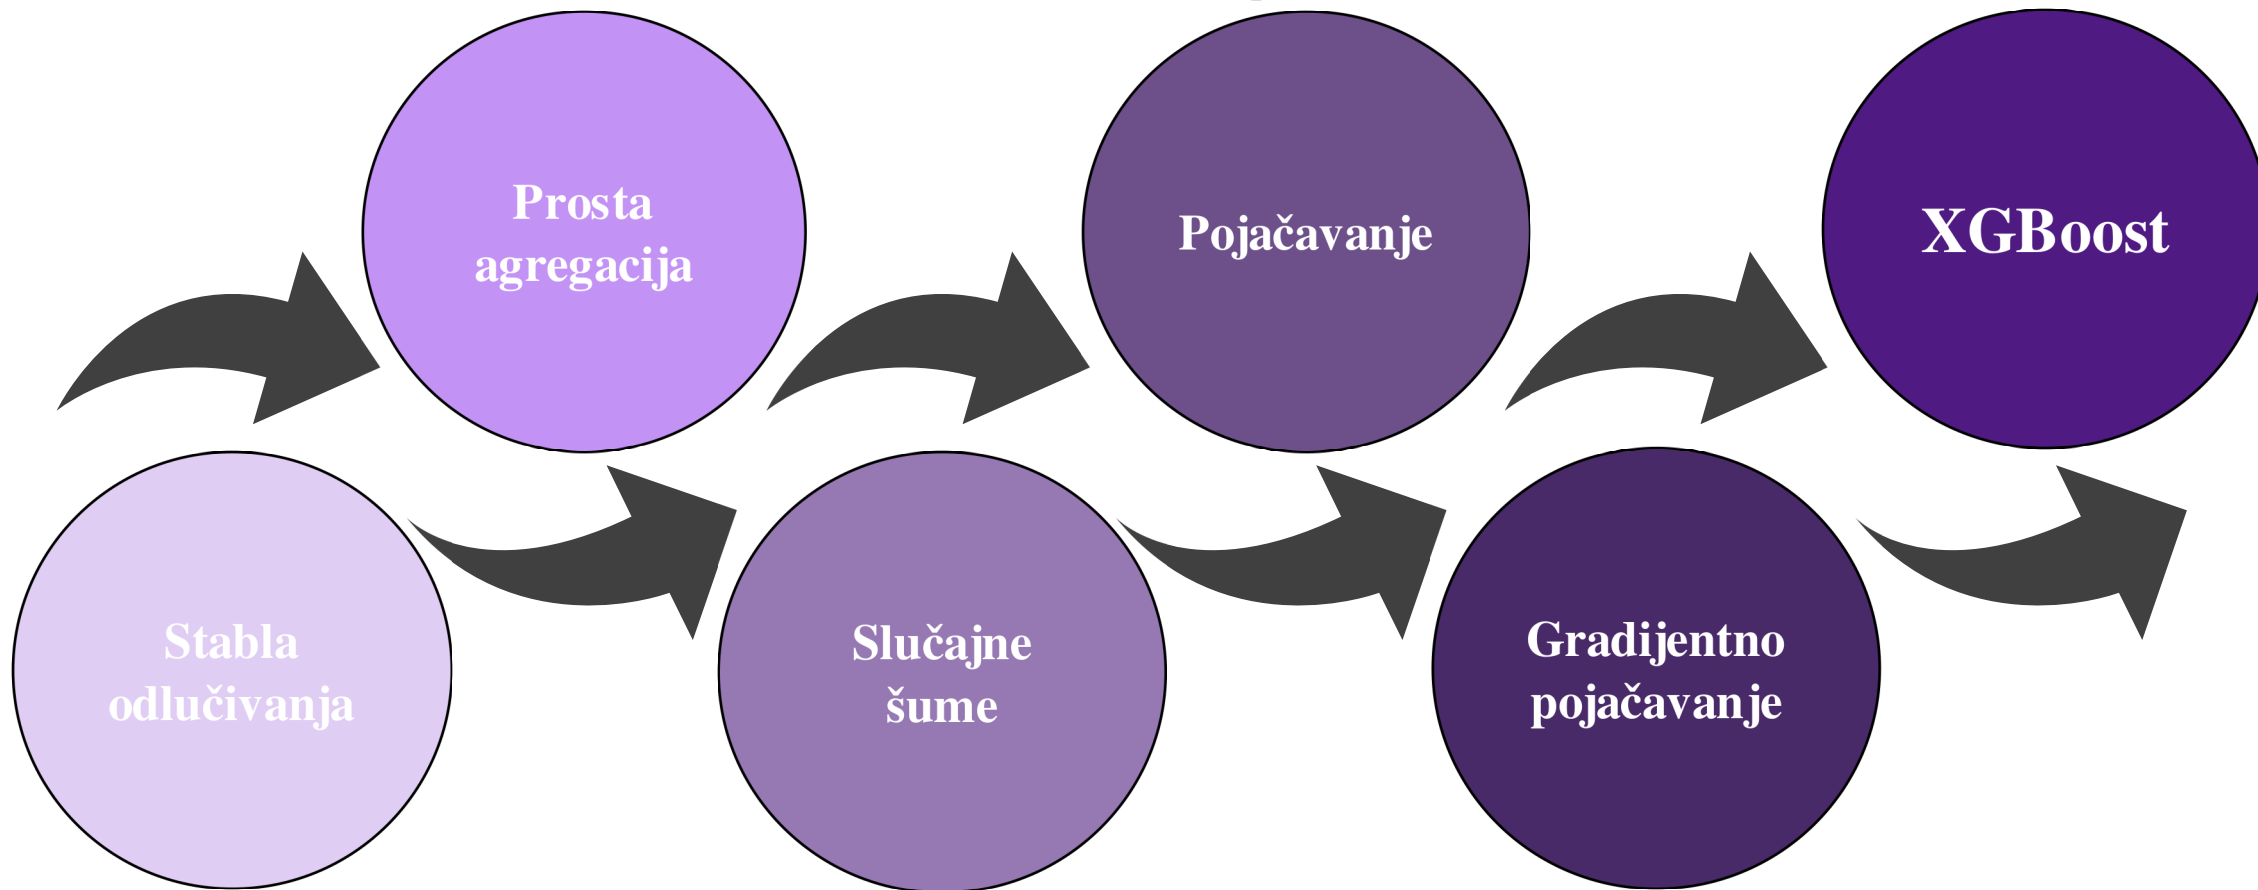 Stabla
odlučivanja
Prosta
agregacija
Slučajne
šume
Pojačavanje
Gradijentno
pojačavanje
XGBoost